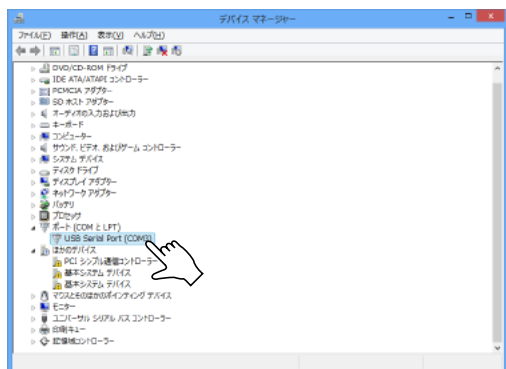 デバイス マネージャー
ファイル(F) 操作(A) 表示(V) ヘルプ(H)
DVD/CD-ROM ドライブ
IDE ATA/ATAPI コントローラー
PCMCIA アダプター
SD ホスト アダプター
オーディオの入力および出力
キーボード
コンピューター
サウンド、ビデオ、およびゲーム コントローラー
システム デバイス
ディスク ドライブ
ディスプレイ アダプター
ネットワーク アダプター
バッテリ
プロセッサ
ポート (COM と LPT)
USB Serial Port (COM3)
ほかのデバイス
PCI シンプル通信コントローラー
基本システム デバイス
基本システム デバイス
マウスとそのほかのポインティング デバイス
モニター
ユニバーサル シリアル バス コントローラー
印刷キュー
記憶域コントローラー